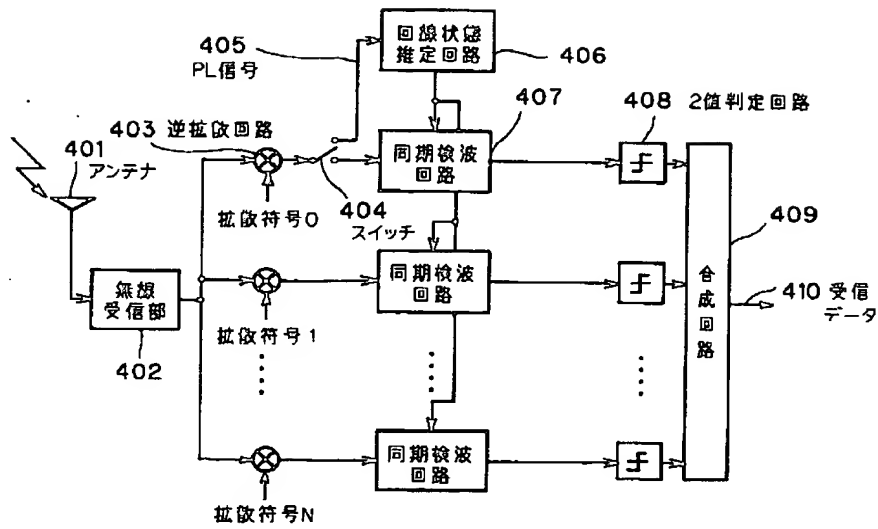 405
PL信号
回線状態
推定回路
406
407
403 逆拡散回路
408 2値判定回路
401
アンテナ
同期検波
回路
拡散符号0
404
スイッチ
409
無線
受信部
402
同期検波
回路
拡散符号1
合成回路
410 受信
データ
同期検波
回路
拡散符号N